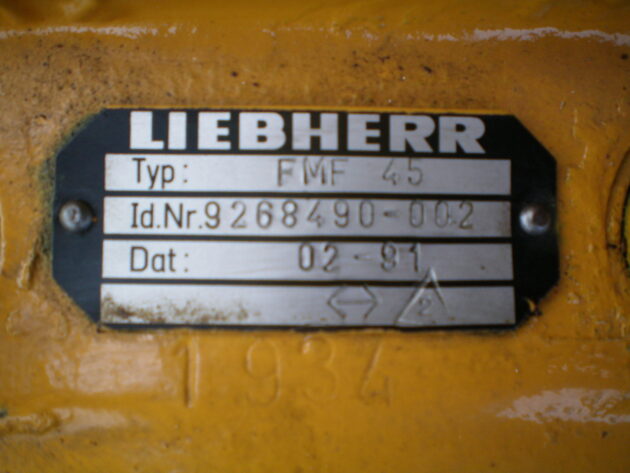 LIEBHERR
Typ: FMF 45
Id.Nr. 9268490-002
Dat: 02-91
2
1934